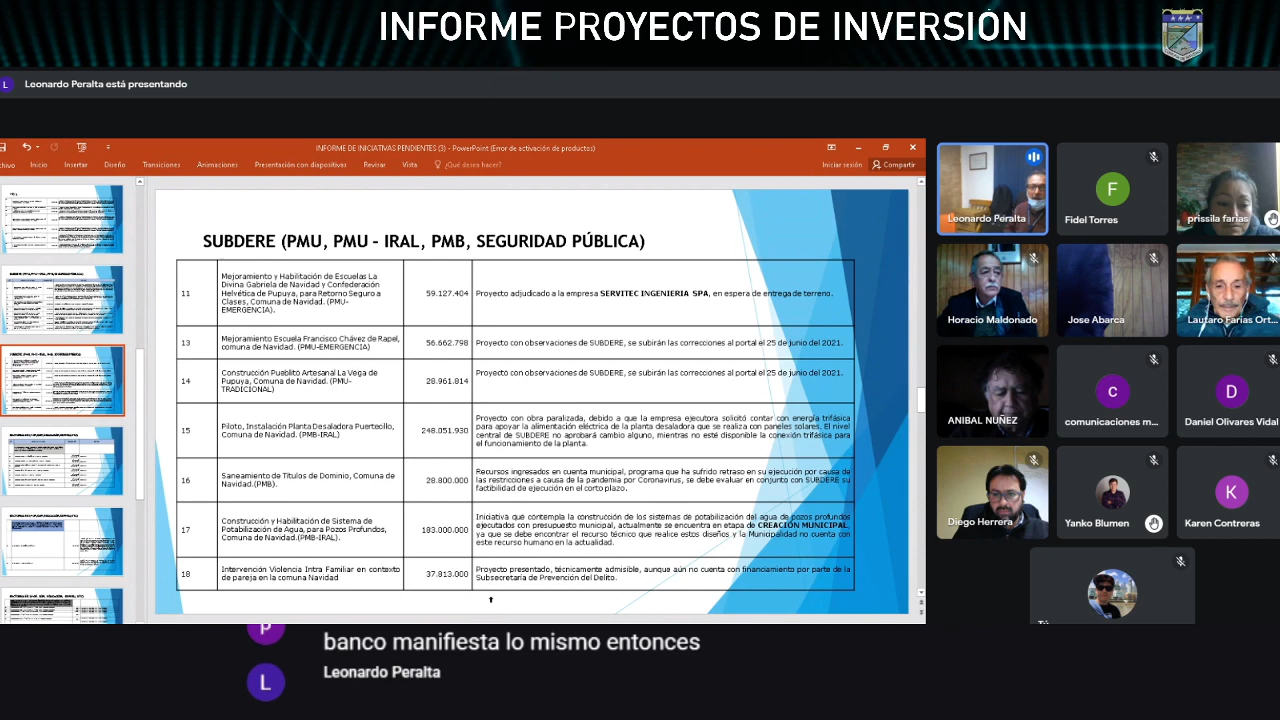 INFORME PROYECTOS DE INVERSIÓN
L Leonardo Peralta está presentando
INFORME DE INICIATIVAS PENDIENTES (3) - PowerPoint (Error de activación de productos)
Inicio Insertar Diseño Transiciones Animaciones Presentación con diapositivas Revisar Vista ¿Qué desea hacer? Iniciar sesión Compartir
SUBDERE (PMU, PMU - IRAL, PMB, SEGURIDAD PÚBLICA)
11
Mejoramiento y Habilitación de Escuelas La
Divina Gabriela de Navidad y Confederación
Helvética de Pupuya, para Retorno Seguro a
Clases, Comuna de Navidad. (PMU-
EMERGENCIA).
59.127.404
Proyecto adjudicado a la empresa SERVITEC INGENIERIA SPA, en espera de entrega de terreno.
13
Mejoramiento Escuela Francisco Chávez de Rapel,
comuna de Navidad. (PMU-EMERGENCIA)
56.662.798
Proyecto con observaciones de SUBDERE, se subirán las correcciones al portal el 25 de junio del 2021.
14
Construcción Pueblito Artesanal La Vega de
Pupuya, Comuna de Navidad. (PMU-
TRADICIONAL)
28.961.814
Proyecto con observaciones de SUBDERE, se subirán las correcciones al portal el 25 de junio del 2021.
15
Piloto, Instalación Planta Desaladora Puertecillo,
Comuna de Navidad. (PMB-IRAL)
248.051.930
Proyecto con obra paralizada, debido a que la empresa ejecutora solicitó contar con energía trifásica
para apoyar la alimentación eléctrica de la planta desaladora que se realiza con paneles solares. El nivel
central de SUBDERE no aprobará cambio alguno, mientras no esté disponible la conexión trifásica para
el funcionamiento de la planta.
16
Saneamiento de Títulos de Dominio, Comuna de
Navidad.(PMB).
28.800.000
Recursos ingresados en cuenta municipal, programa que ha sufrido retraso en su ejecución por causa de
las restricciones a causa de la pandemia por Coronavirus, se debe evaluar en conjunto con SUBDERE su
factibilidad de ejecución en el corto plazo.
17
Construcción y Habilitación de Sistema de
Potabilización de Agua, para Pozos Profundos,
Comuna de Navidad.(PMB-IRAL).
183.000.000
Iniciativa que contempla la construcción de los sistemas de potabilización del agua de pozos profundos
ejecutados con presupuesto municipal, actualmente se encuentra en etapa de CREACIÓN MUNICIPAL,
ya que se debe encontrar el recurso técnico que realice estos diseños y la Municipalidad no cuenta con
este recurso humano en la actualidad.
18
Intervención Violencia Intra Familiar en contexto
de pareja en la comuna Navidad
37.813.000
Proyecto presentado, técnicamente admisible, aunque aún no cuenta con financiamiento por parte de la
Subsecretaría de Prevención del Delito.
Leonardo Peralta
F
Fidel Torres
prissila farias
Horacio Maldonado
Jose Abarca
Lautaro Farias Ort...
ANIBAL NUÑEZ
c
comunicaciones m...
D
Daniel Olivares Vidal
Diego Herrera
Yanko Blumen
K
Karen Contreras
p
banco manifiesta lo mismo entonces
L
Leonardo Peralta